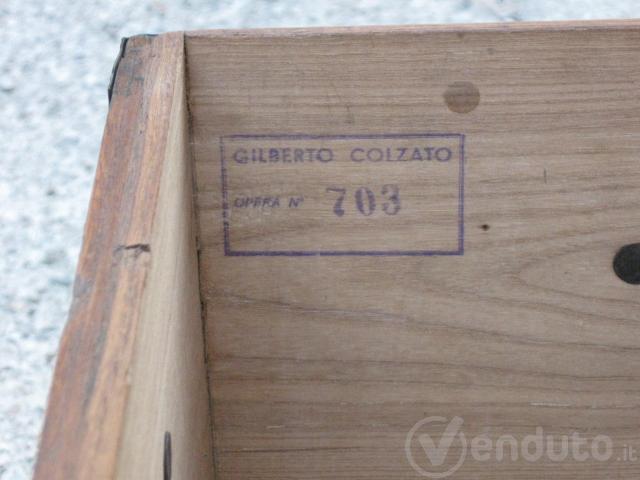 GILBERTO COLZATO
OPERA N° 703
Venduto.it